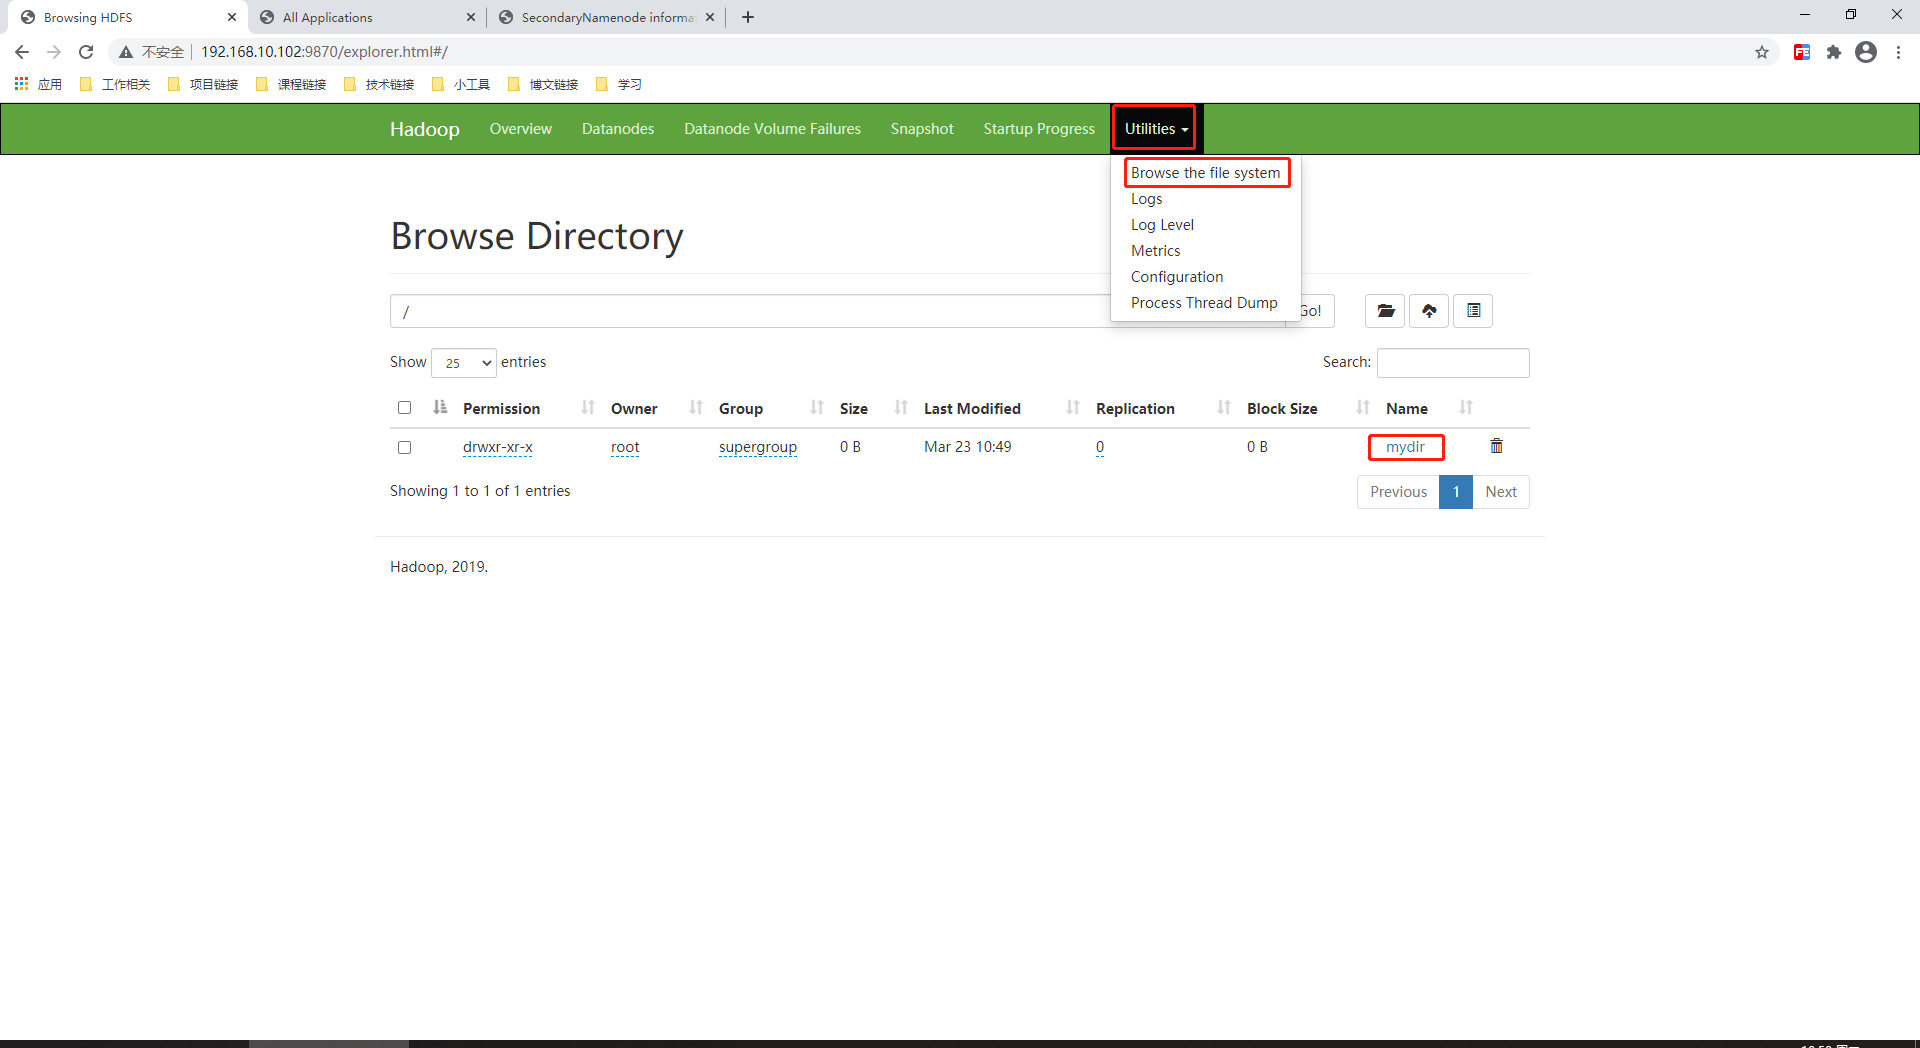 Browsing HDFS
All Applications
SecondaryNamenode informa
不安全 192.168.10.102:9870/explorer.html#/
应用 工作相关 项目链接 课程链接 技术链接 小工具 博文链接 学习
Hadoop Overview Datanodes Datanode Volume Failures Snapshot Startup Progress Utilities
Browse the file system
Logs
Log Level
Metrics
Configuration
Process Thread Dump
Browse Directory
/
Go!
Show 25 entries
Search:
Permission Owner Group Size Last Modified Replication Block Size Name
drwxr-xr-x root supergroup 0 B Mar 23 10:49 0 0 B mydir
Showing 1 to 1 of 1 entries
Previous 1 Next
Hadoop, 2019.